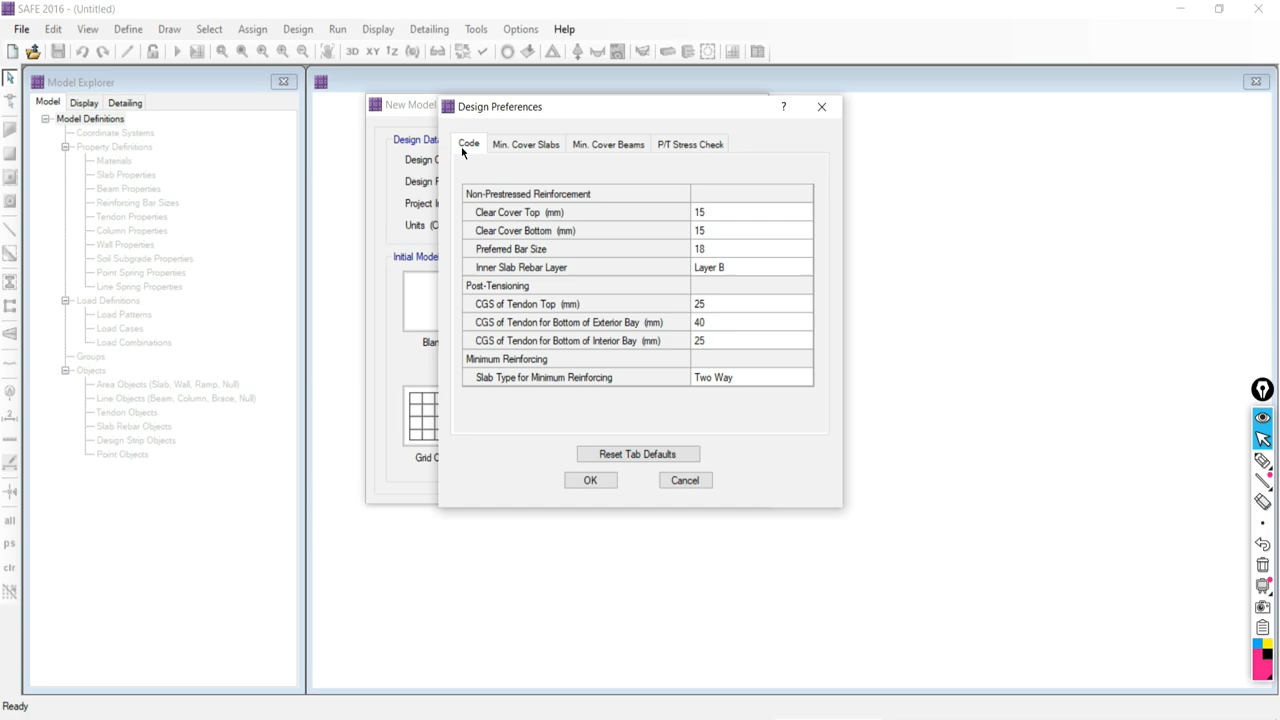 SAFE 2016 - (Untitled)
File Edit View Define Draw Select Assign Design Run Display Detailing Tools Options Help
3D XY
Model Explorer
Model Display Detailing
Model Definitions
Coordinate Systems
Property Definitions
Materials
Slab Properties
Beam Properties
Reinforcing Bar Sizes
Tendon Properties
Column Properties
Wall Properties
Soil Subgrade Properties
Point Spring Properties
Line Spring Properties
Load Definitions
Load Patterns
Load Cases
Load Combinations
Groups
Objects
Area Objects (Slab, Wall, Ramp, Null)
Line Objects (Beam, Column, Brace, Null)
Tendon Objects
Slab Rebar Objects
Design Strip Objects
Point Objects
all
ps
clr
New Model
Design Data
Design
Design
Project
Units
Initial Model
Blan
Grid
Design Preferences ?
Code Min. Cover Slabs Min. Cover Beams P/T Stress Check
Non-Prestressed Reinforcement
Clear Cover Top (mm) 15
Clear Cover Bottom (mm) 15
Preferred Bar Size 18
Inner Slab Rebar Layer Layer B
Post-Tensioning
CGS of Tendon Top (mm) 25
CGS of Tendon for Bottom of Exterior Bay (mm) 40
CGS of Tendon for Bottom of Interior Bay (mm) 25
Minimum Reinforcing
Slab Type for Minimum Reinforcing Two Way
Reset Tab Defaults
OK Cancel
Ready